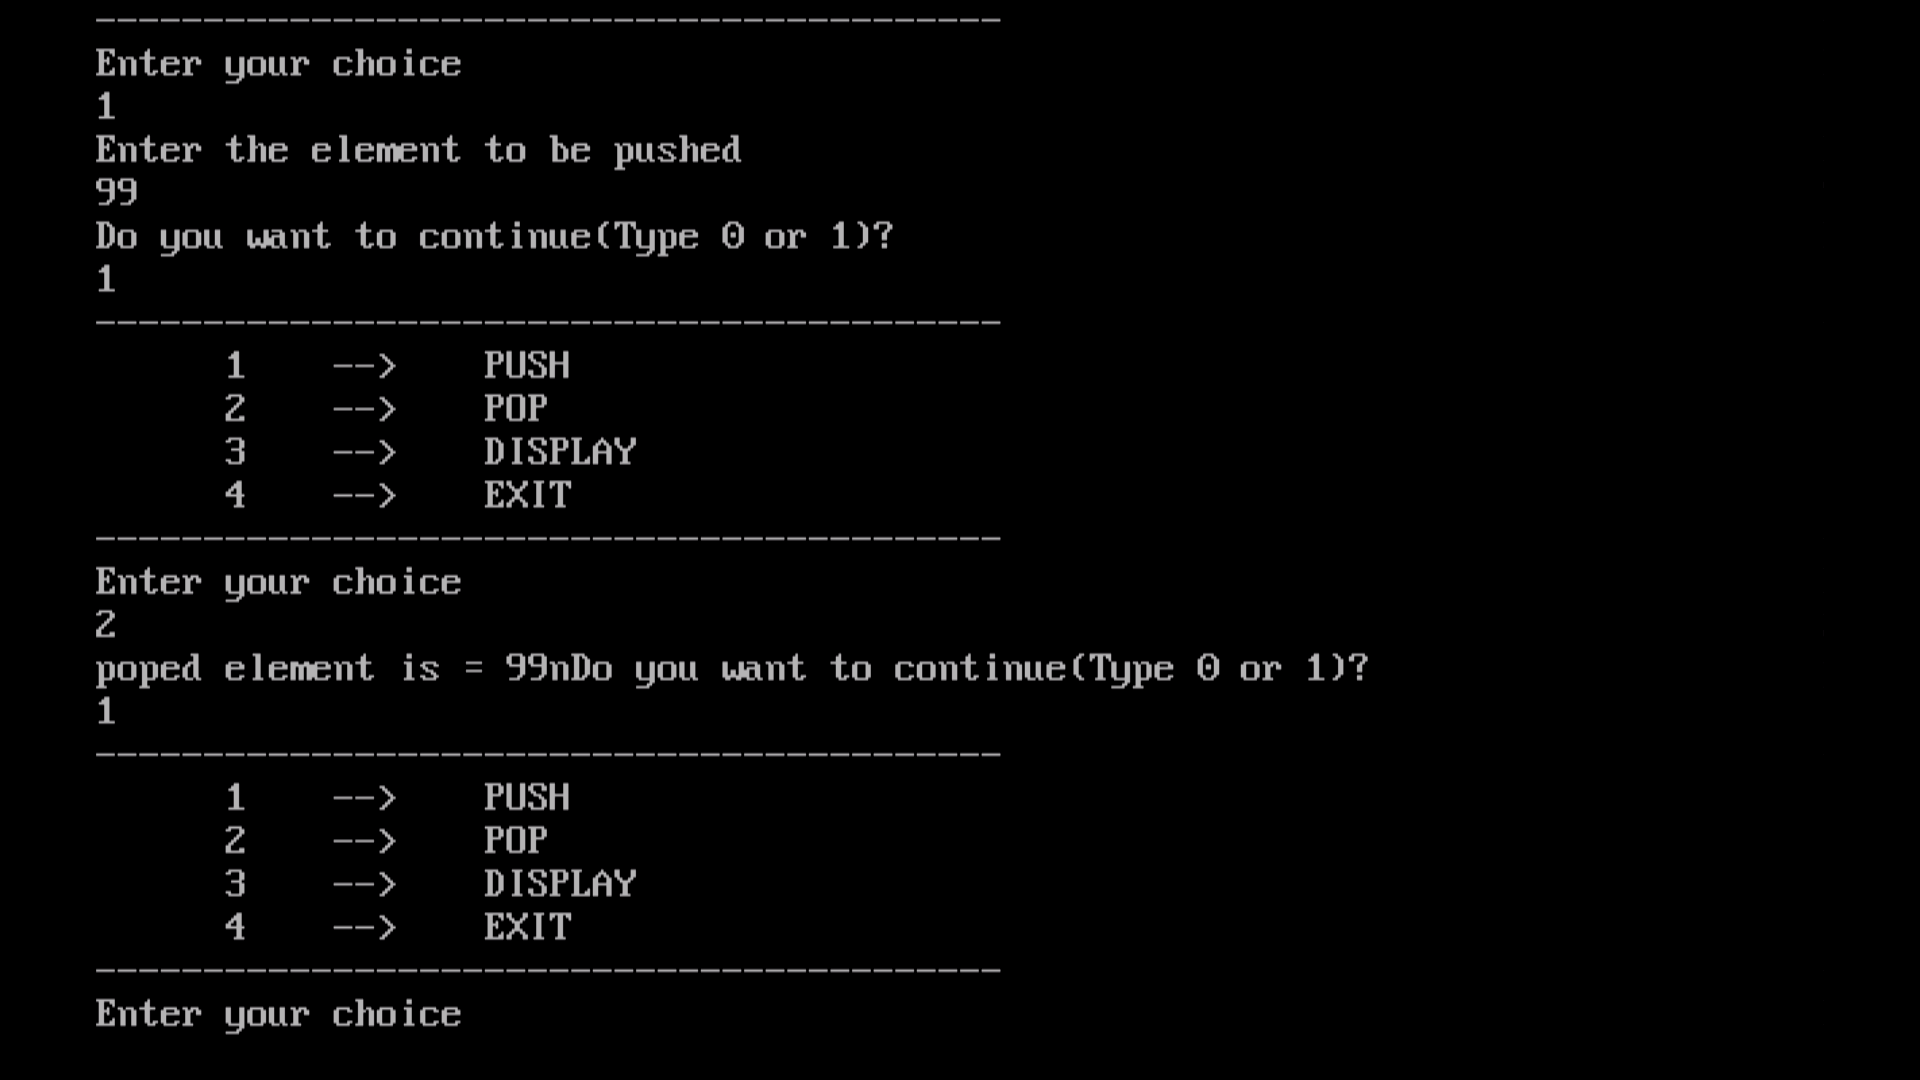 ------------------------------------------
Enter your choice
1
Enter the element to be pushed
99
Do you want to continue(Type 0 or 1)?
1
------------------------------------------
1 --> PUSH
2 --> POP
3 --> DISPLAY
4 --> EXIT
------------------------------------------
Enter your choice
2
poped element is = 99nDo you want to continue(Type 0 or 1)?
1
------------------------------------------
1 --> PUSH
2 --> POP
3 --> DISPLAY
4 --> EXIT
------------------------------------------
Enter your choice